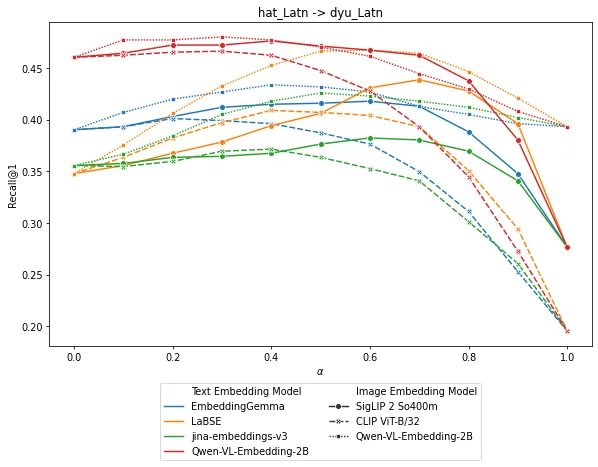 hat_Latn -> dyu_Latn
Recall@1
0.45
0.40
0.35
0.30
0.25
0.20
0.0 0.2 0.4 0.6 0.8 1.0
α
Text Embedding Model
EmbeddingGemma
LaBSE
jina-embeddings-v3
Qwen-VL-Embedding-2B
Image Embedding Model
SigLIP 2 So400m
CLIP ViT-B/32
Qwen-VL-Embedding-2B